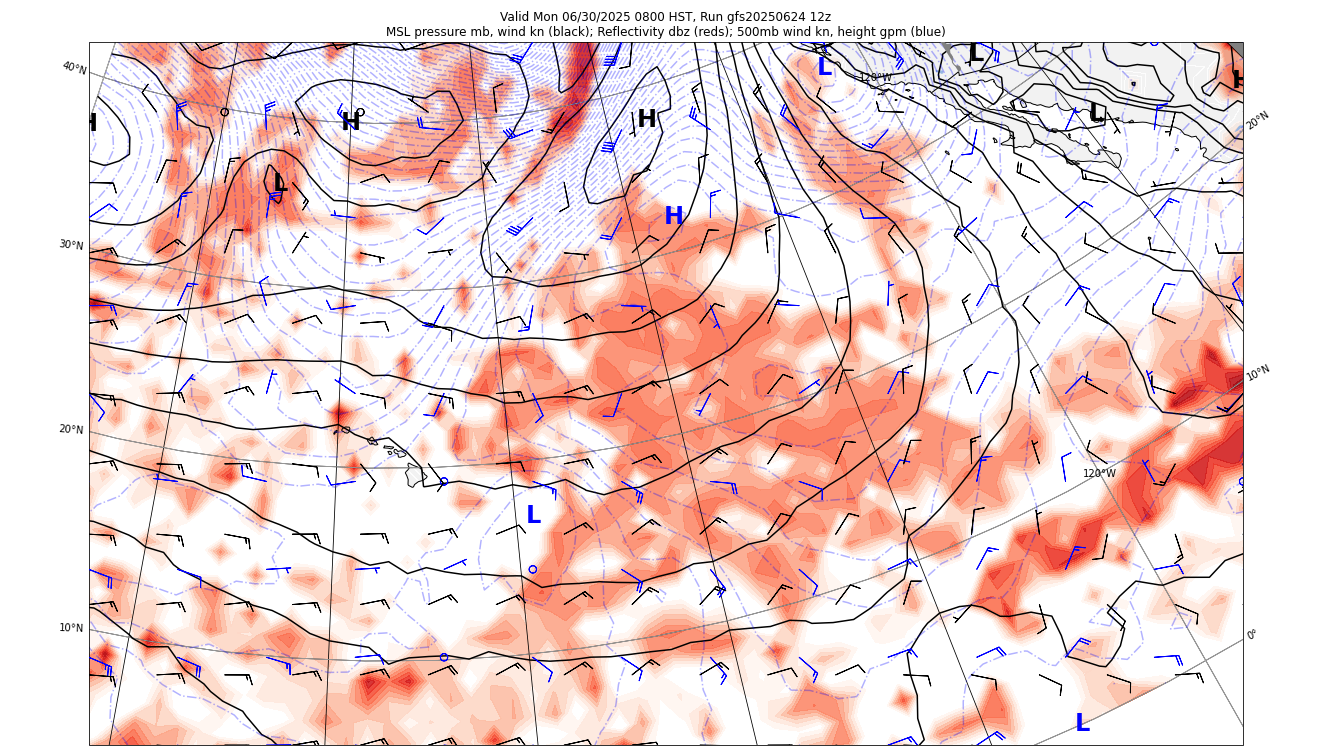 Valid Mon 06/30/2025 0800 HST, Run gfs20250624 12z
MSL pressure mb, wind kn (black); Reflectivity dbz (reds); 500mb wind kn, height gpm (blue)
40°N
L
120°W
L
H
H
H
H
L
20°N
L
H
30°N
10°N
20°N
120°W
L
10°N
0°
L